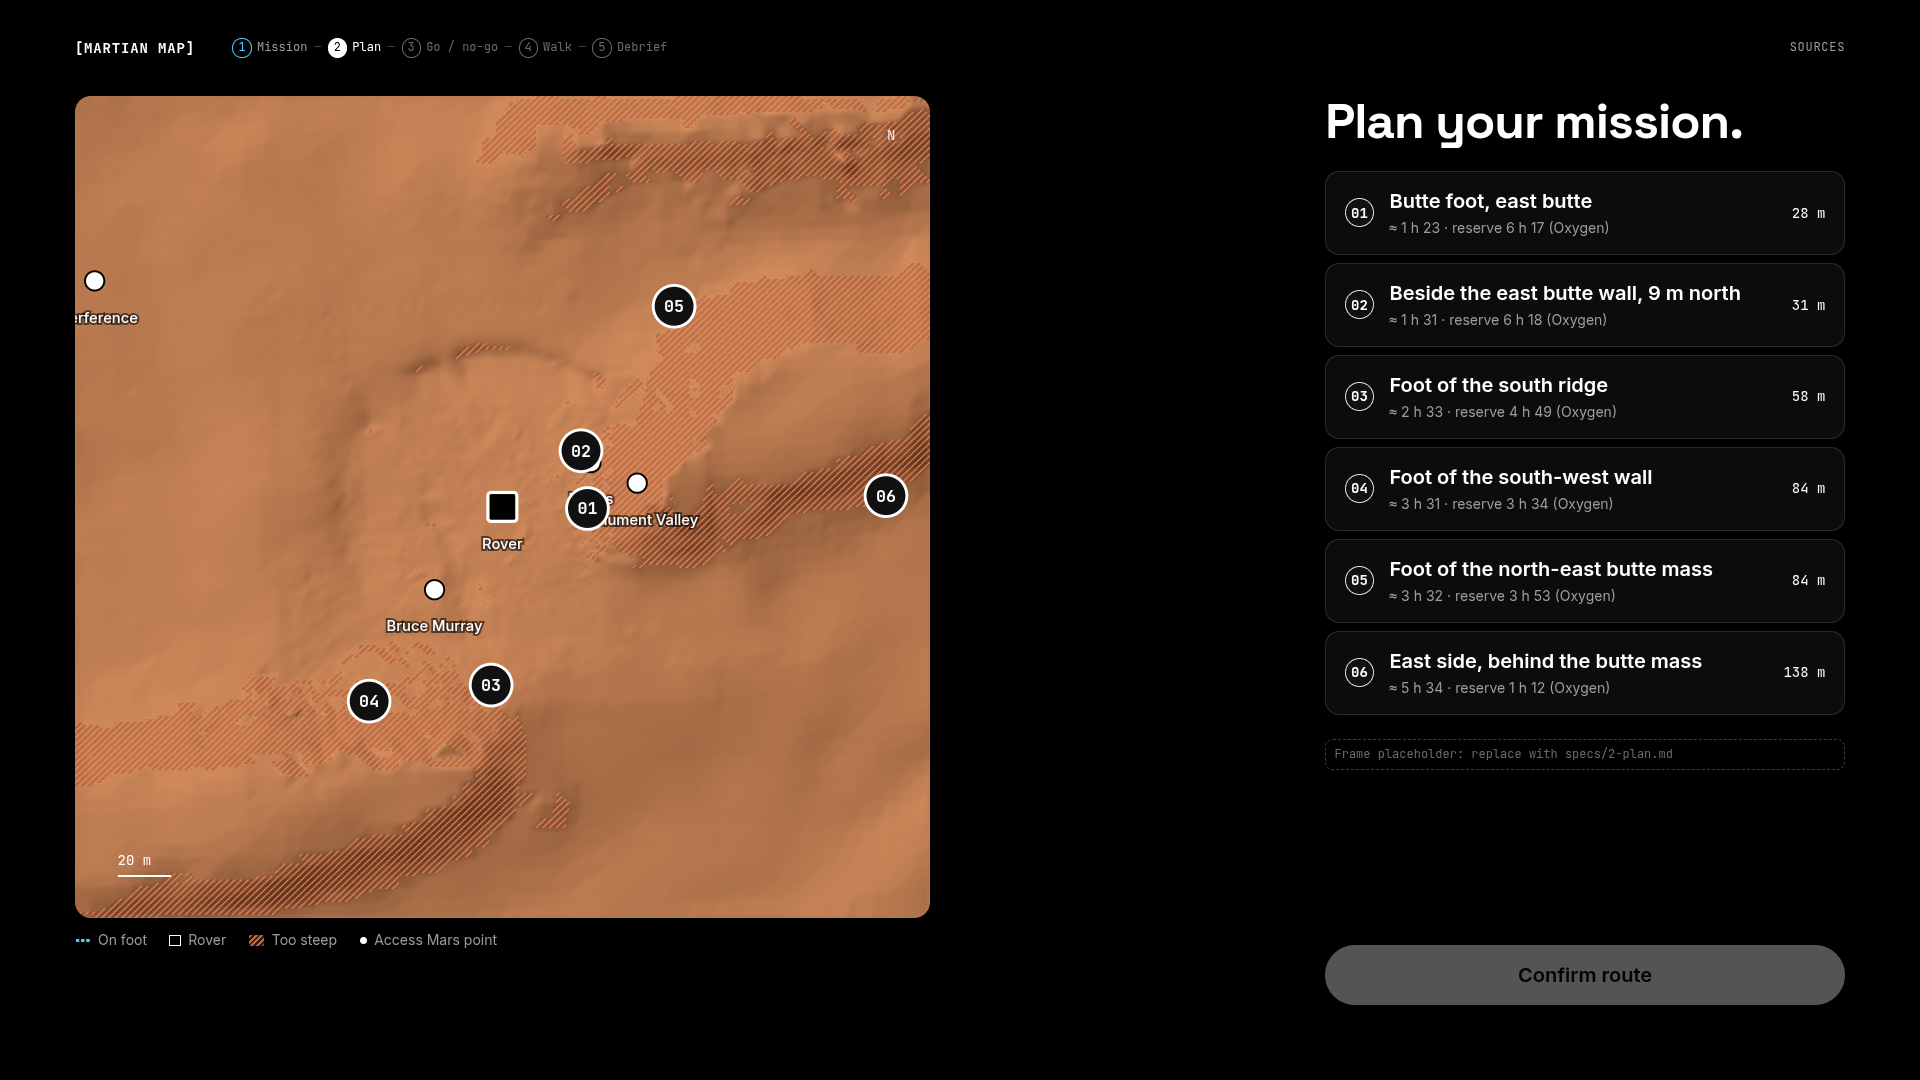 [MARTIAN MAP]
1 Mission — 2 Plan — 3 Go / no-go — 4 Walk — 5 Debrief
SOURCES
N
erference
05
02
01
06
ument Valley
Rover
Bruce Murray
03
04
20 m
On foot
Rover
Too steep
Access Mars point
Plan your mission.
01 Butte foot, east butte 28 m
≈ 1 h 23 · reserve 6 h 17 (Oxygen)
02 Beside the east butte wall, 9 m north 31 m
≈ 1 h 31 · reserve 6 h 18 (Oxygen)
03 Foot of the south ridge 58 m
≈ 2 h 33 · reserve 4 h 49 (Oxygen)
04 Foot of the south-west wall 84 m
≈ 3 h 31 · reserve 3 h 34 (Oxygen)
05 Foot of the north-east butte mass 84 m
≈ 3 h 32 · reserve 3 h 53 (Oxygen)
06 East side, behind the butte mass 138 m
≈ 5 h 34 · reserve 1 h 12 (Oxygen)
Frame placeholder: replace with specs/2-plan.md
Confirm route